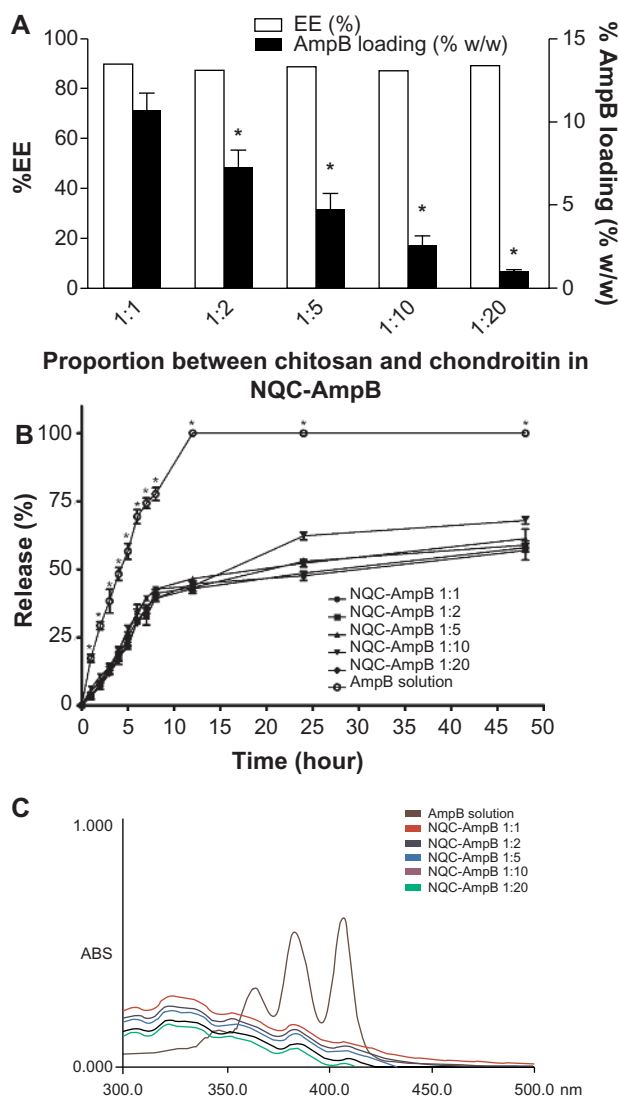 A
EE (%)
AmpB loading (% w/w)
100
80
60
40
20
0
%EE
15
10
5
0
% AmpB loading (% w/w)
*
*
*
*
1:1
1:2
1:5
1:10
1:20
Proportion between chitosan and chondroitin in
NQC-AmpB
B
100
75
50
25
0
Release (%)
* * * * * * * * * * *
NQC-AmpB 1:1
NQC-AmpB 1:2
NQC-AmpB 1:5
NQC-AmpB 1:10
NQC-AmpB 1:20
AmpB solution
0 5 10 15 20 25 30 35 40 45 50
Time (hour)
C
1.000
ABS
0.000
AmpB solution
NQC-AmpB 1:1
NQC-AmpB 1:2
NQC-AmpB 1:5
NQC-AmpB 1:10
NQC-AmpB 1:20
300.0 350.0 400.0 450.0 500.0 nm